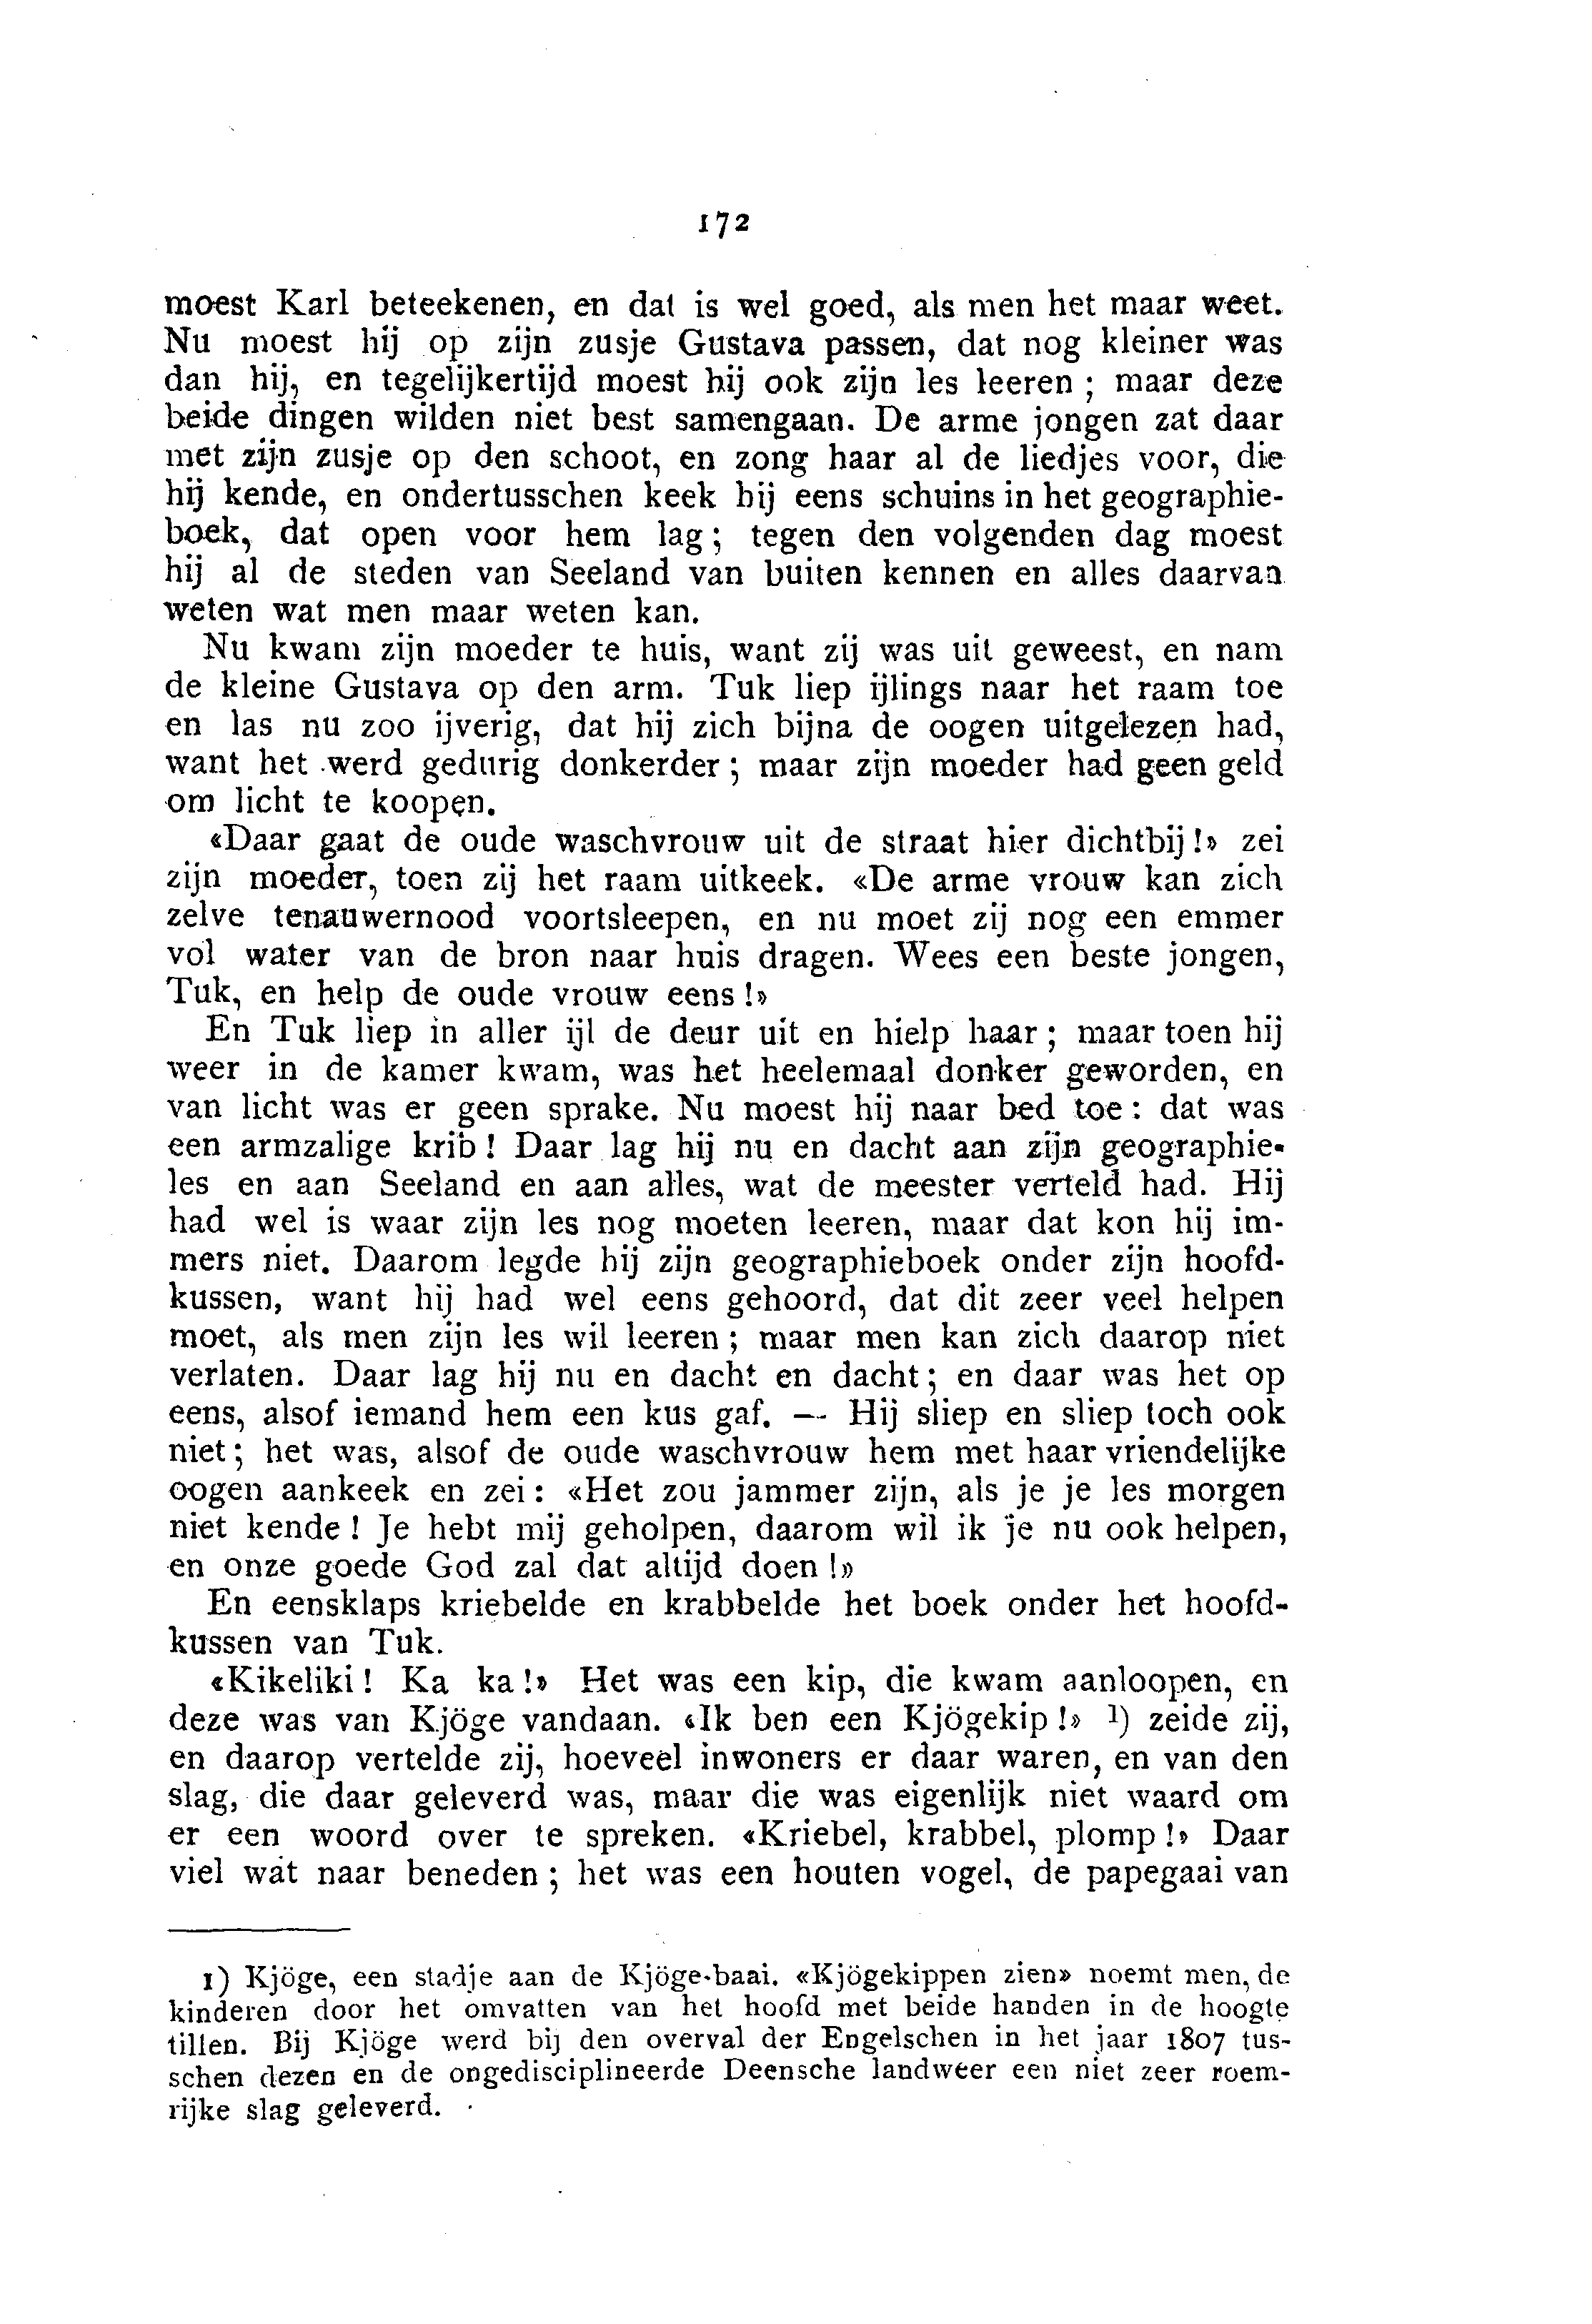 172
moest Karl beteekenen, en dat is wel goed, als men het maar weet.
Nu moest hij op zijn zusje Gustava passen, dat nog kleiner was
dan hij, en tegelijkertijd moest hij ook zijn les leeren ; maar deze
beide dingen wilden niet best samengaan. De arme jongen zat daar
met zijn zusje op den schoot, en zong haar al de liedjes voor, die
hij kende, en ondertusschen keek hij eens schuins in het geographie-
boek, dat open voor hem lag ; tegen den volgenden dag moest
hij al de steden van Seeland van buiten kennen en alles daarvan
weten wat men maar weten kan.
Nu kwam zijn moeder te huis, want zij was uit geweest, en nam
de kleine Gustava op den arm. Tuk liep ijlings naar het raam toe
en las nu zoo ijverig, dat hij zich bijna de oogen uitgelezen had,
want het werd gedurig donkerder ; maar zijn moeder had geen geld
om licht te koopen.
«Daar gaat de oude waschvrouw uit de straat hier dichtbij !» zei
zijn moeder, toen zij het raam uitkeek. «De arme vrouw kan zich
zelve tenauwernood voortsleepen, en nu moet zij nog een emmer
vol water van de bron naar huis dragen. Wees een beste jongen,
Tuk, en help de oude vrouw eens !»
En Tuk liep in aller ijl de deur uit en hielp haar ; maar toen hij
weer in de kamer kwam, was het heelemaal donker geworden, en
van licht was er geen sprake. Nu moest hij naar bed toe : dat was
een armzalige krib ! Daar lag hij nu en dacht aan zijn geographie-
les en aan Seeland en aan alles, wat de meester verteld had. Hij
had wel is waar zijn les nog moeten leeren, maar dat kon hij im-
mers niet. Daarom legde hij zijn geographieboek onder zijn hoofd-
kussen, want hij had wel eens gehoord, dat dit zeer veel helpen
moet, als men zijn les wil leeren ; maar men kan zich daarop niet
verlaten. Daar lag hij nu en dacht en dacht ; en daar was het op
eens, alsof iemand hem een kus gaf. — Hij sliep en sliep toch ook
niet ; het was, alsof de oude waschvrouw hem met haar vriendelijke
oogen aankeek en zei : «Het zou jammer zijn, als je je les morgen
niet kende ! Je hebt mij geholpen, daarom wil ik je nu ook helpen,
en onze goede God zal dat altijd doen !»
En eensklaps kriebelde en krabbelde het boek onder het hoofd-
kussen van Tuk.
«Kikeliki ! Ka ka !» Het was een kip, die kwam aanloopen, en
deze was van Kjöge vandaan. «Ik ben een Kjögekip !» ¹) zeide zij,
en daarop vertelde zij, hoeveel inwoners er daar waren, en van den
slag, die daar geleverd was, maar die was eigenlijk niet waard om
er een woord over te spreken. «Kriebel, krabbel, plomp !» Daar
viel wat naar beneden ; het was een houten vogel, de papegaai van
1) Kjöge, een stadje aan de Kjöge-baai. «Kjögekippen zien» noemt men, de
kinderen door het omvatten van het hoofd met beide handen in de hoogte
tillen. Bij Kjöge werd bij den overval der Engelschen in het jaar 1807 tus-
schen dezen en de ongedisciplineerde Deensche landweer een niet zeer roem-
rijke slag geleverd.